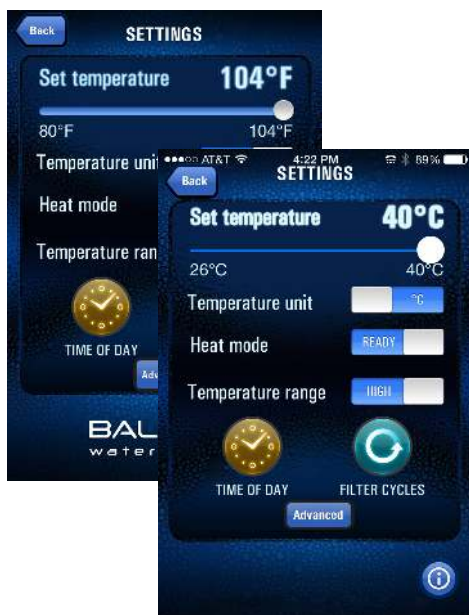 Back
SETTINGS
Set temperature 104°F
80°F 104°F
Temperature uni
Heat mode
Temperature ran
TIME OF DAY
Adv
BAL
water
●●●○○ AT&T 4:22 PM 89%
Back
SETTINGS
Set temperature 40°C
26°C 40°C
Temperature unit °C
Heat mode READY
Temperature range HIGH
TIME OF DAY FILTER CYCLES
Advanced
i